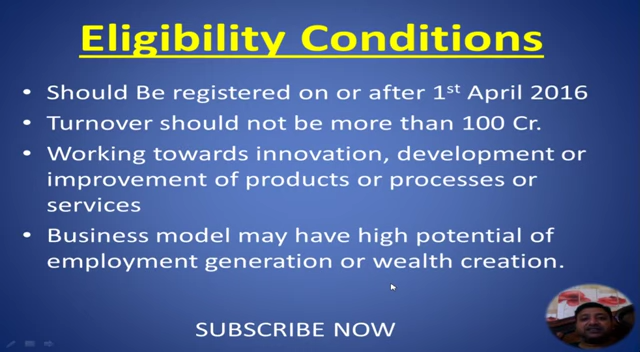 Eligibility Conditions
• Should Be registered on or after 1st April 2016
• Turnover should not be more than 100 Cr.
• Working towards innovation, development or
improvement of products or processes or
services
• Business model may have high potential of
employment generation or wealth creation.
SUBSCRIBE NOW